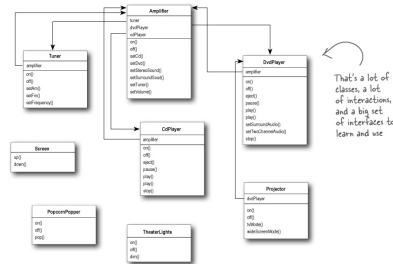 Amplifier
tuner
dvdPlayer
cdPlayer
on()
off()
setCd()
setDvd()
setStereoSound()
setSurroundSound()
setTuner()
setVolume()
Tuner
amplifier
on()
off()
setAm()
setFm()
setFrequency()
DvdPlayer
amplifier
on()
off()
eject()
pause()
play()
play()
setSurroundAudio()
setTwoChannelAudio()
stop()
That's a lot of
classes, a lot
of interactions,
and a big set
of interfaces to
learn and use
CdPlayer
amplifier
on()
off()
eject()
pause()
play()
play()
stop()
Screen
up()
down()
Projector
dvdPlayer
on()
off()
tvMode()
wideScreenMode()
PopcornPopper
on()
off()
pop()
TheaterLights
on()
off()
dim()